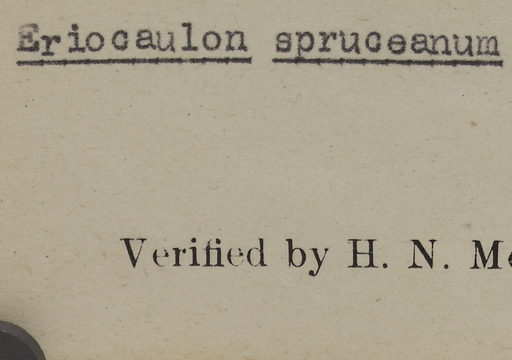 Eriocaulon spruceanum
Verified by H. N.